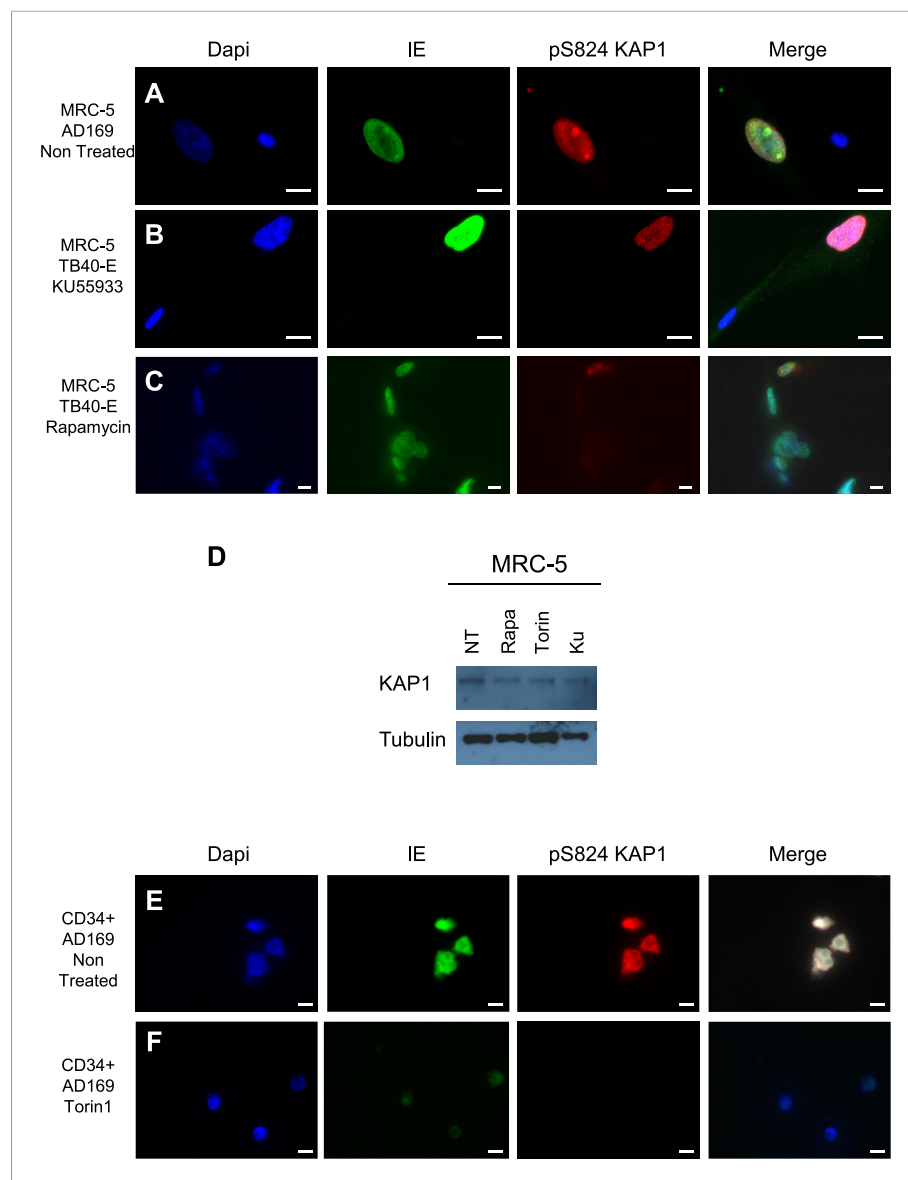 Dapi IE pS824 KAP1 Merge
A
MRC-5
AD169
Non Treated
B
MRC-5
TB40-E
KU55933
C
MRC-5
TB40-E
Rapamycin
D
MRC-5
NT Rapa Torin Ku
KAP1
Tubulin
Dapi IE pS824 KAP1 Merge
E
CD34+
AD169
Non
Treated
F
CD34+
AD169
Torin1